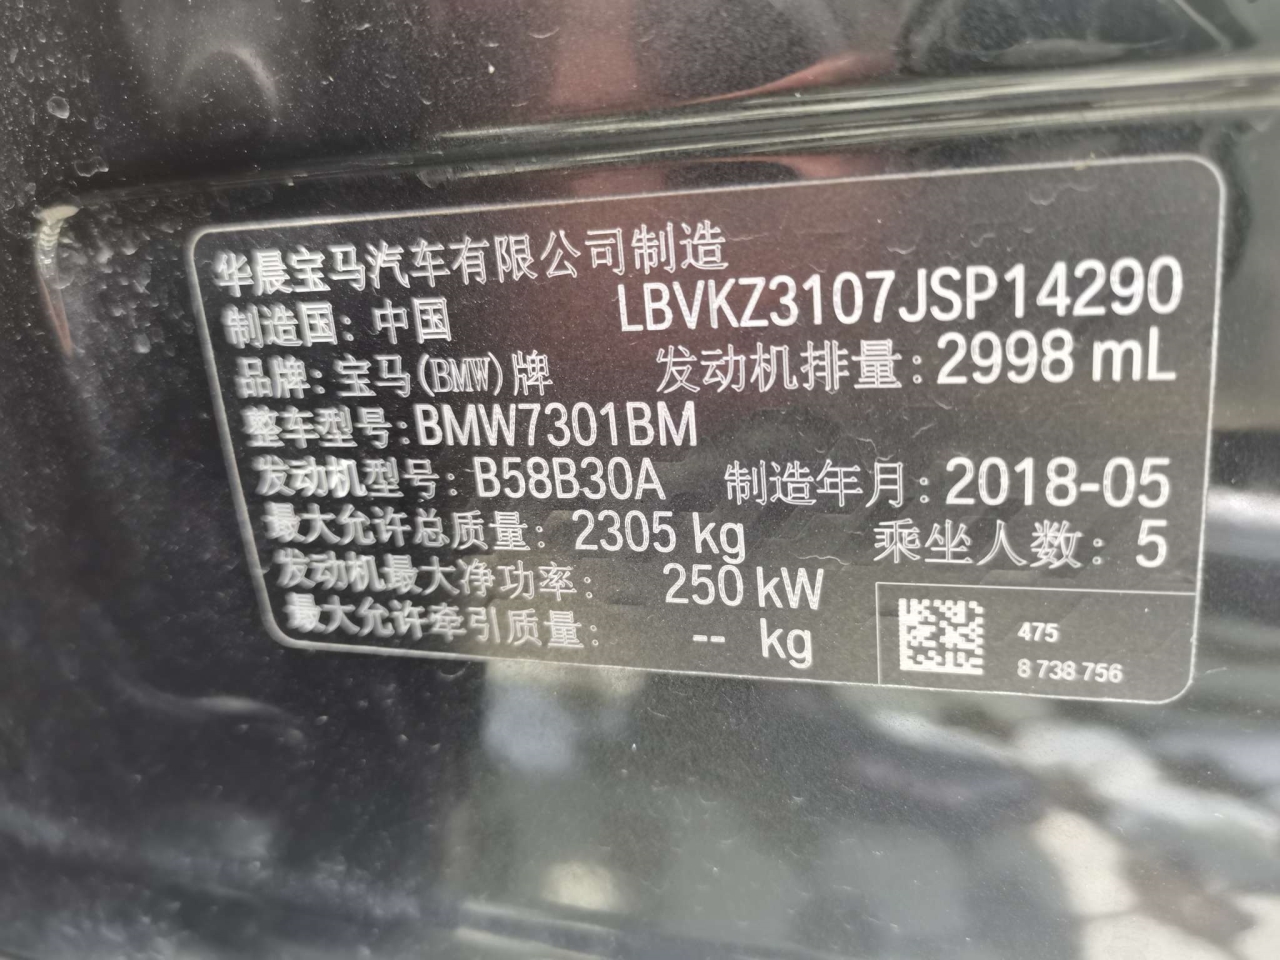 华晨宝马汽车有限公司制造
LBVKZ3107JSP14290
制造国: 中国
品牌: 宝马(BMW)牌 发动机排量: 2998 mL
整车型号: BMW7301BM
发动机型号: B58B30A 制造年月: 2018-05
最大允许总质量: 2305 kg 乘坐人数: 5
发动机最大净功率: 250 kW
最大允许牵引质量: -- kg
475
8 738 756